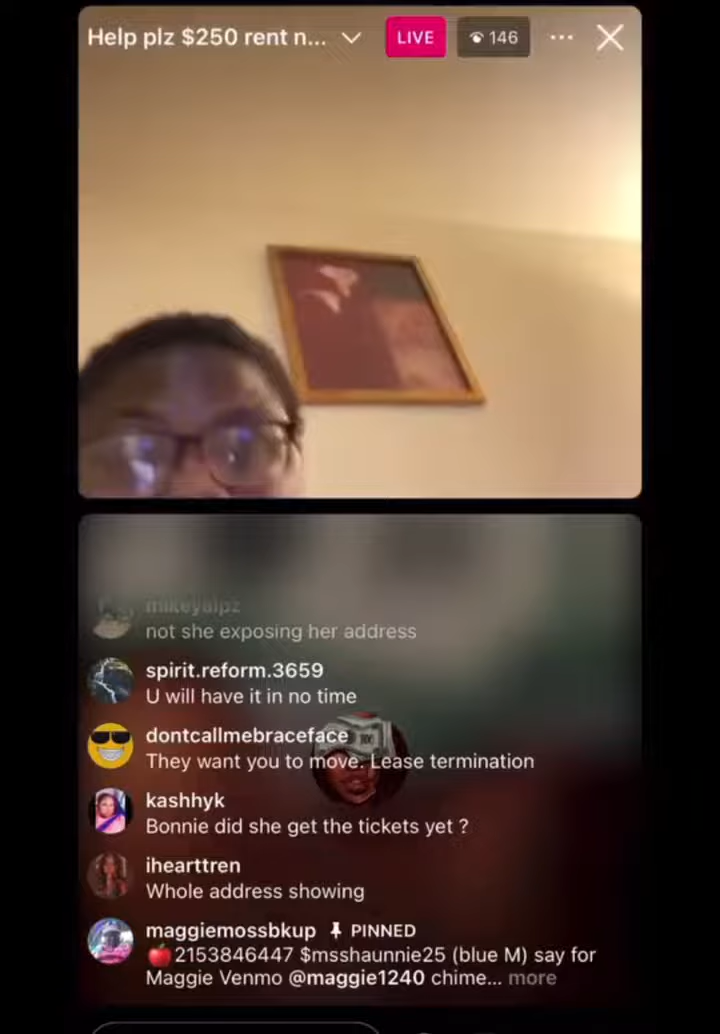 Help plz $250 rent n...
LIVE
146
mikeyalpz
not she exposing her address
spirit.reform.3659
U will have it in no time
dontcallmebraceface
They want you to move. Lease termination
kashhyk
Bonnie did she get the tickets yet ?
ihearttren
Whole address showing
maggiemossbkup PINNED
🍎2153846447 $msshaunnie25 (blue M) say for
Maggie Venmo @maggie1240 chime... more